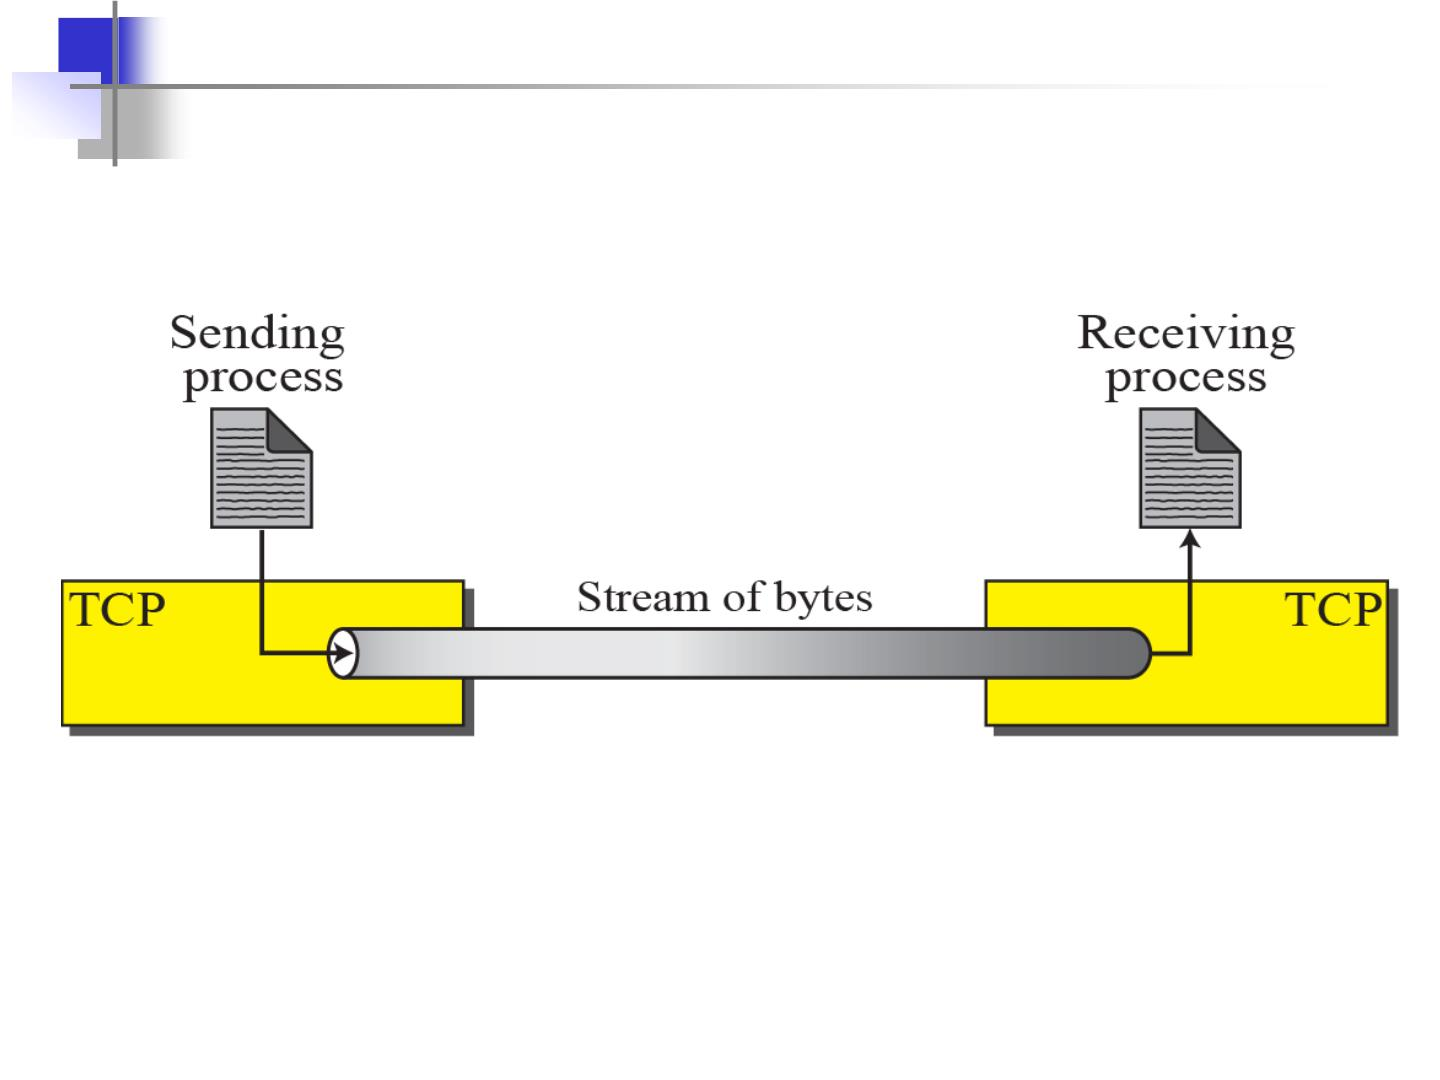 Sending
process
Receiving
process
TCP
Stream of bytes
TCP